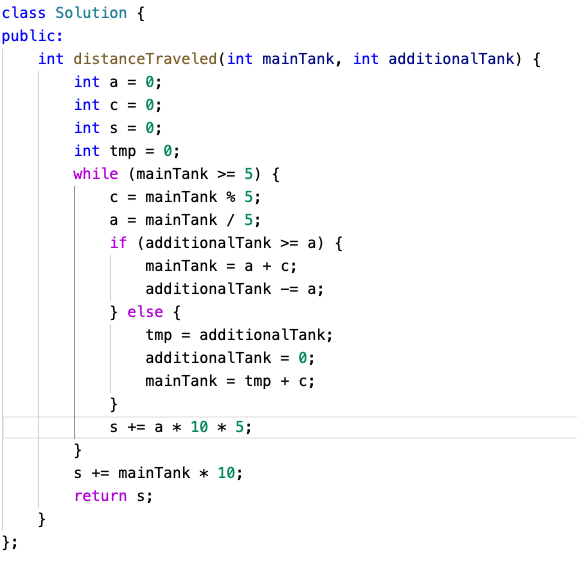 class Solution {
public:
    int distanceTraveled(int mainTank, int additionalTank) {
        int a = 0;
        int c = 0;
        int s = 0;
        int tmp = 0;
        while (mainTank >= 5) {
            c = mainTank % 5;
            a = mainTank / 5;
            if (additionalTank >= a) {
                mainTank = a + c;
                additionalTank -= a;
            } else {
                tmp = additionalTank;
                additionalTank = 0;
                mainTank = tmp + c;
            }
            s += a * 10 * 5;
        }
        s += mainTank * 10;
        return s;
    }
};